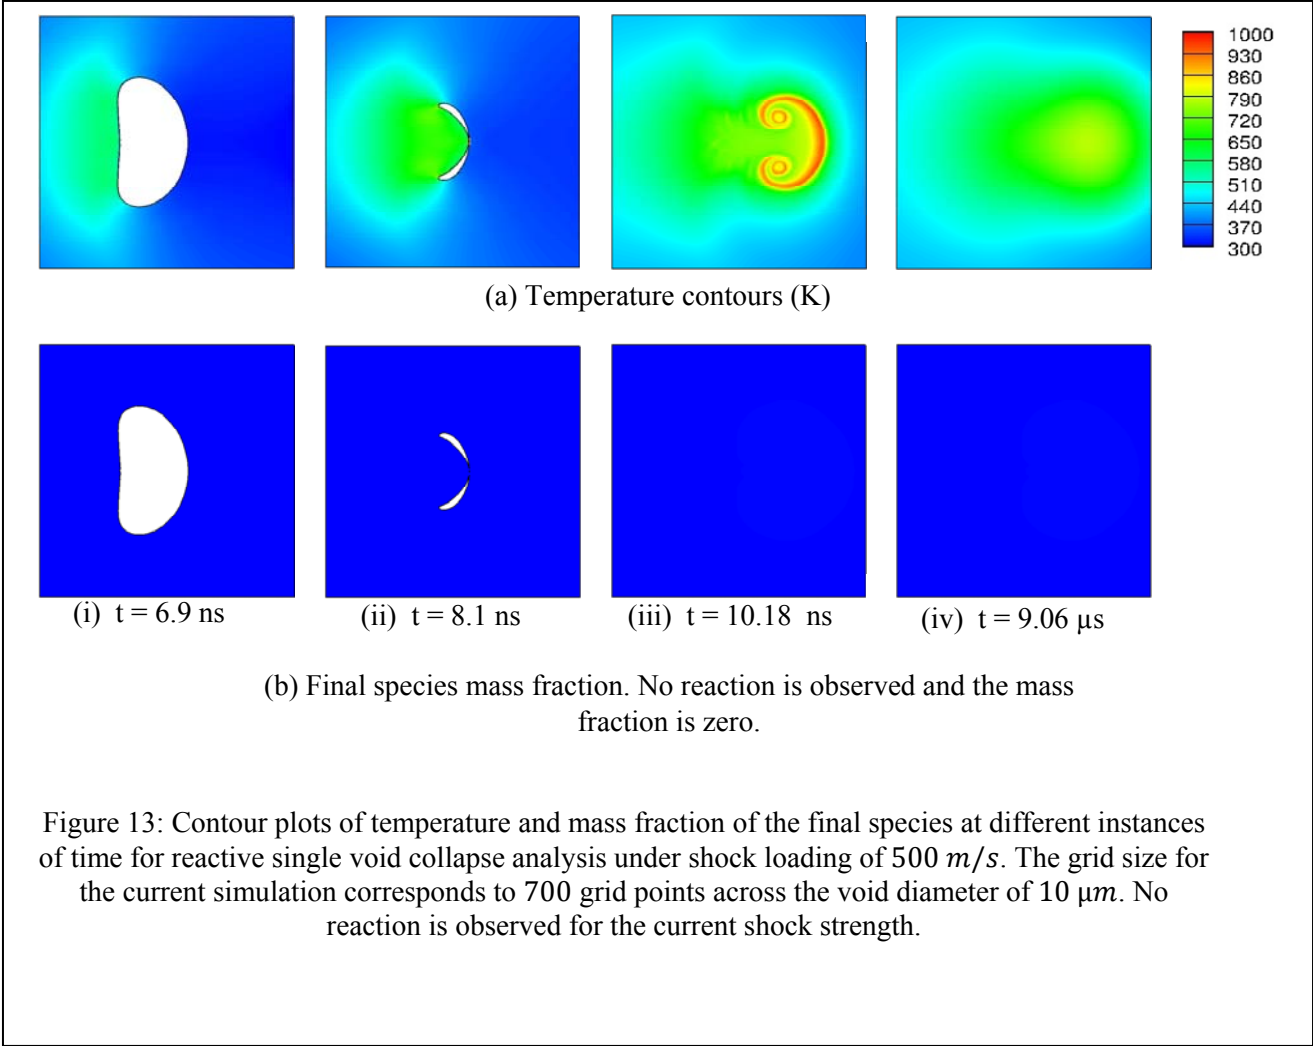 1000
930
860
790
720
650
580
510
440
370
300
(a) Temperature contours (K)
(i) t = 6.9 ns
(ii) t = 8.1 ns
(iii) t = 10.18 ns
(iv) t = 9.06 µs
(b) Final species mass fraction. No reaction is observed and the mass
fraction is zero.
Figure 13: Contour plots of temperature and mass fraction of the final species at different instances
of time for reactive single void collapse analysis under shock loading of 500 m/s. The grid size for
the current simulation corresponds to 700 grid points across the void diameter of 10 µm. No
reaction is observed for the current shock strength.